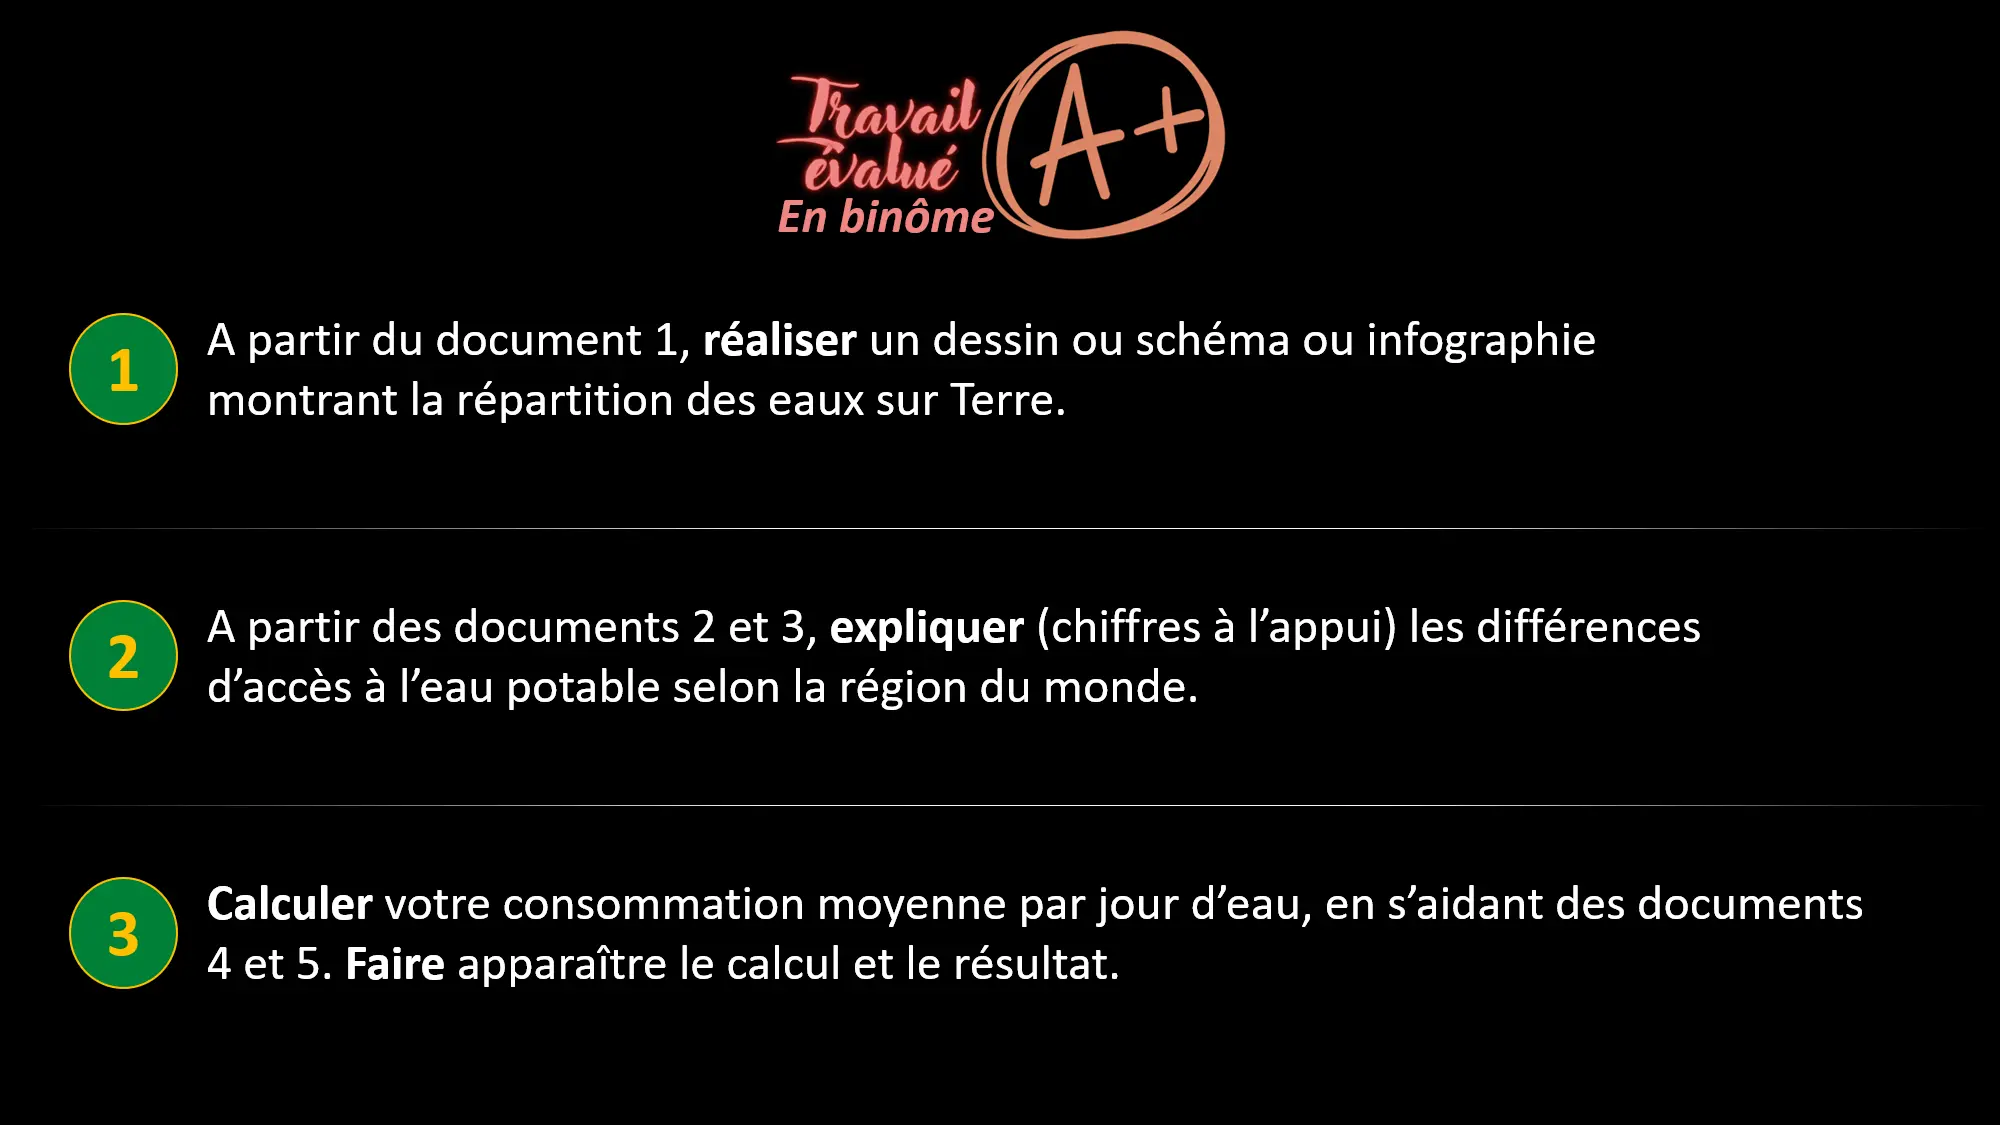 Travail
évalué
En binôme
A+
1
A partir du document 1, réaliser un dessin ou schéma ou infographie
montrant la répartition des eaux sur Terre.
2
A partir des documents 2 et 3, expliquer (chiffres à l’appui) les différences
d’accès à l’eau potable selon la région du monde.
3
Calculer votre consommation moyenne par jour d’eau, en s’aidant des documents
4 et 5. Faire apparaître le calcul et le résultat.